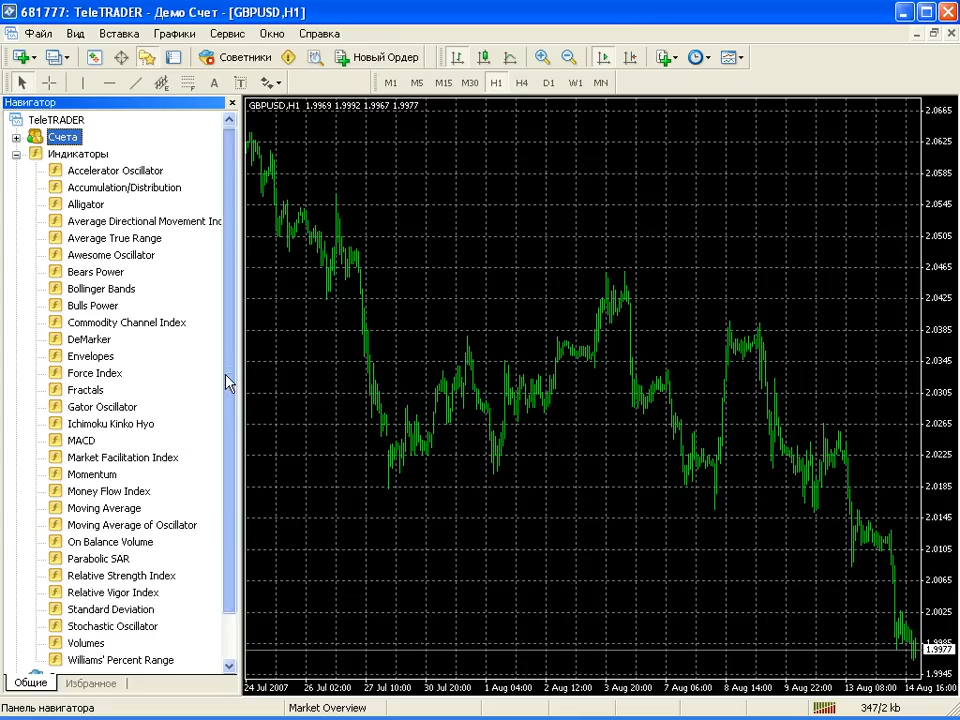 681777: TeleTRADER - Демо Счет - [GBPUSD,H1]
Файл Вид Вставка Графики Сервис Окно Справка
Советники Новый Ордер
A T M1 M5 M15 M30 H1 H4 D1 W1 MN
Навигатор
TeleTRADER
Счета
Индикаторы
Accelerator Oscillator
Accumulation/Distribution
Alligator
Average Directional Movement Inc
Average True Range
Awesome Oscillator
Bears Power
Bollinger Bands
Bulls Power
Commodity Channel Index
DeMarker
Envelopes
Force Index
Fractals
Gator Oscillator
Ichimoku Kinko Hyo
MACD
Market Facilitation Index
Momentum
Money Flow Index
Moving Average
Moving Average of Oscillator
On Balance Volume
Parabolic SAR
Relative Strength Index
Relative Vigor Index
Standard Deviation
Stochastic Oscillator
Volumes
Williams' Percent Range
Общие Избранное
GBPUSD,H1 1.9969 1.9992 1.9967 1.9977
2.0665
2.0625
2.0585
2.0545
2.0505
2.0465
2.0425
2.0385
2.0345
2.0305
2.0265
2.0225
2.0185
2.0145
2.0105
2.0065
2.0025
1.9985
1.9977
1.9945
24 Jul 2007 26 Jul 02:00 27 Jul 10:00 30 Jul 20:00 1 Aug 04:00 2 Aug 12:00 3 Aug 20:00 7 Aug 06:00 8 Aug 14:00 9 Aug 22:00 13 Aug 08:00 14 Aug 16:00
Панель навигатора Market Overview 347/2 kb